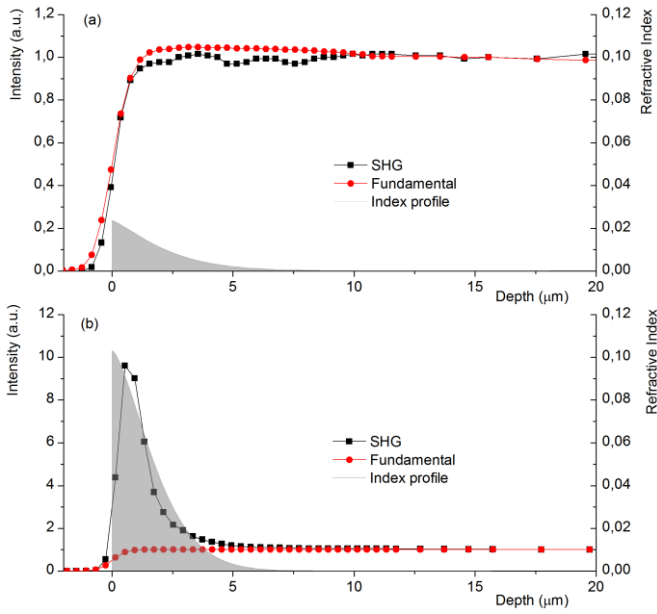 (a)
Intensity (a.u.)
Refractive Index
1,2
1,0
0,8
0,6
0,4
0,2
0,0
0,12
0,10
0,08
0,06
0,04
0,02
0,00
SHG
Fundamental
Index profile
0 5 10 15 20
Depth (μm)
(b)
Intensity (a.u.)
Refractive Index
12
10
8
6
4
2
0
0,12
0,10
0,08
0,06
0,04
0,02
0,00
SHG
Fundamental
Index profile
0 5 10 15 20
Depth (μm)